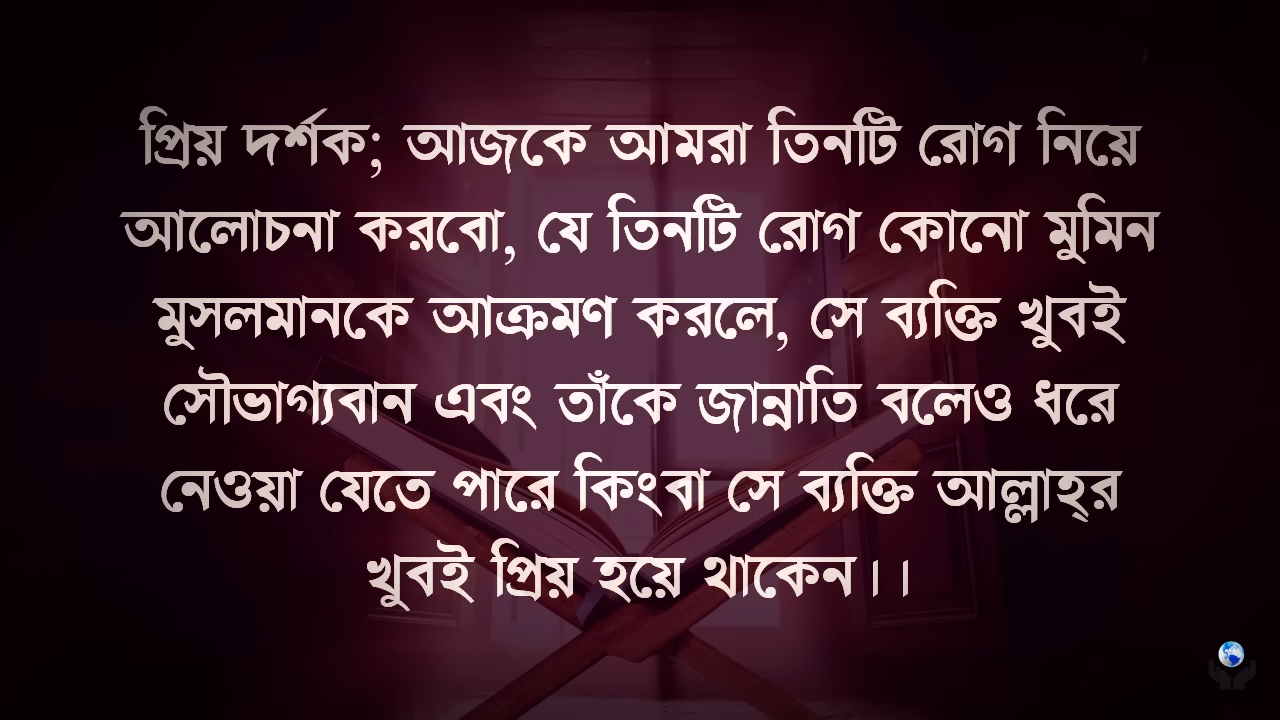 প্রিয় দর্শক; আজকে আমরা তিনটি রোগ নিয়ে
আলোচনা করবো, যে তিনটি রোগ কোনো মুমিন
মুসলমানকে আক্রমণ করলে, সে ব্যক্তি খুবই
সৌভাগ্যবান এবং তাঁকে জান্নাতি বলেও ধরে
নেওয়া যেতে পারে কিংবা সে ব্যক্তি আল্লাহ্‌র
খুবই প্রিয় হয়ে থাকেন।।